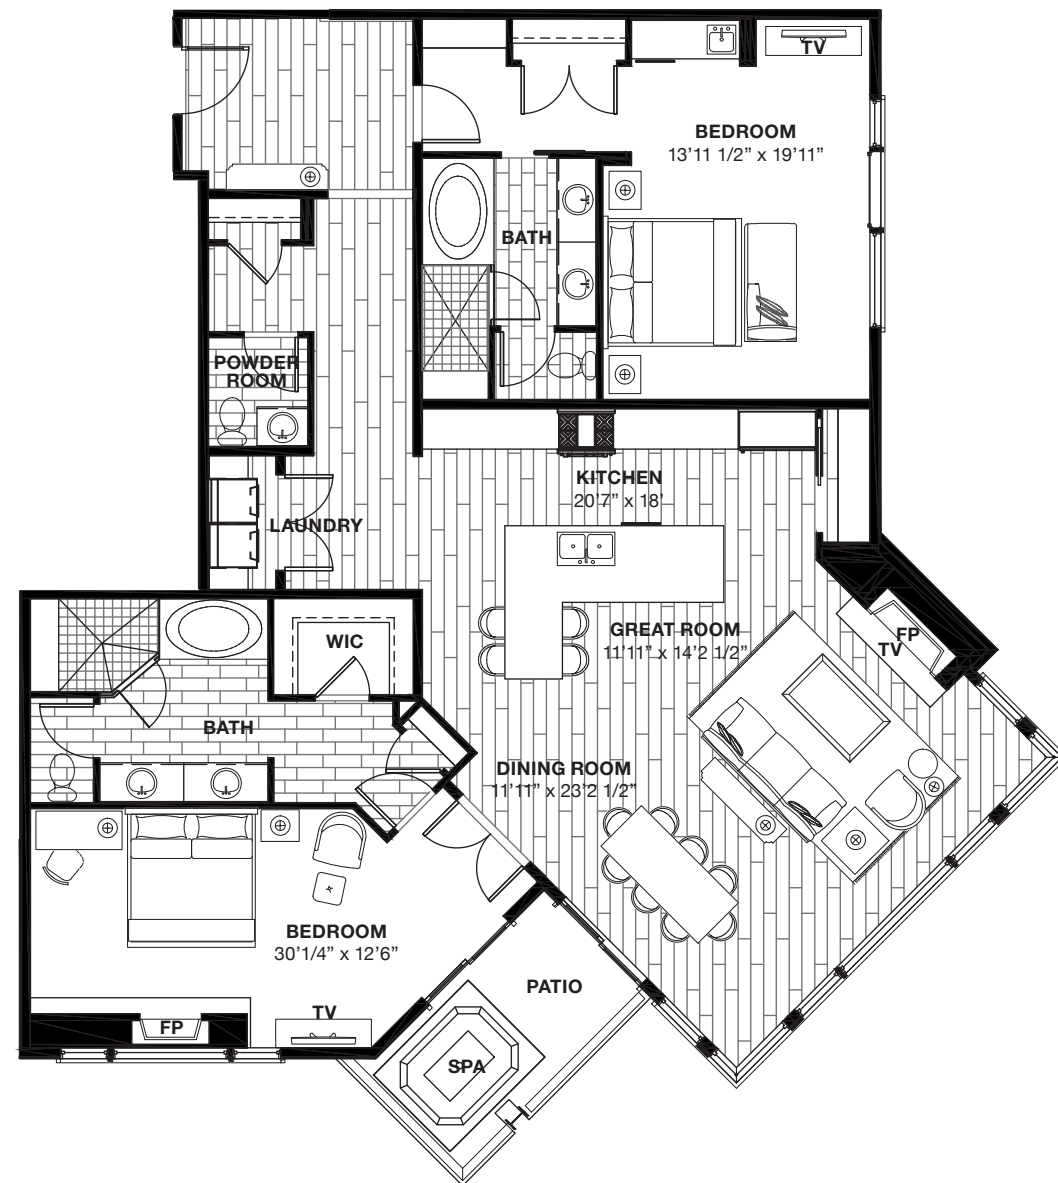 TV
BEDROOM
13'11 1/2" x 19'11"
BATH
POWDER
ROOM
KITCHEN
20'7" x 18'
LAUNDRY
GREAT ROOM
11'11" x 14'2 1/2"
FP
TV
WIC
BATH
DINING ROOM
11'11" x 23'2 1/2"
BEDROOM
30'1/4" x 12'6"
PATIO
TV
FP
SPA